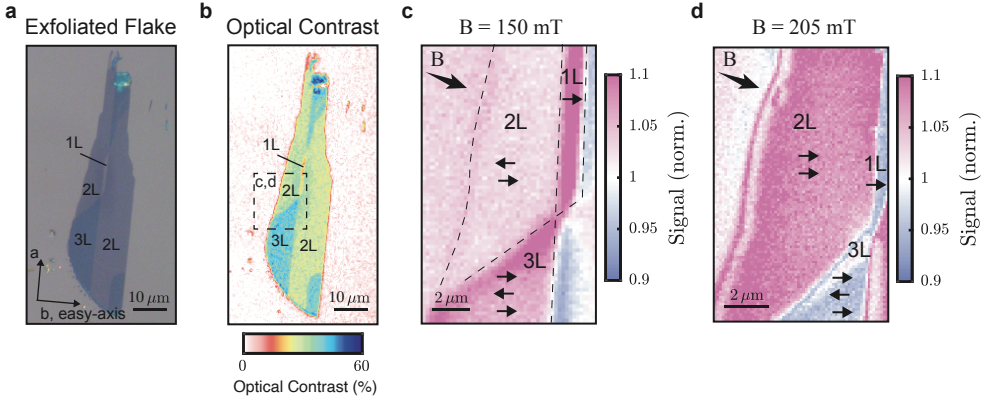 a
Exfoliated Flake
1L
2L
3L
2L
a
b, easy-axis
10 μm
b
Optical Contrast
1L
c,d
2L
3L
2L
10 μm
0
60
Optical Contrast (%)
c
B = 150 mT
B
1L
2L
3L
2 μm
1.1
1.05
1
0.95
0.9
Signal (norm.)
d
B = 205 mT
B
2L
1L
3L
2 μm
1.1
1.05
1
0.95
0.9
Signal (norm.)